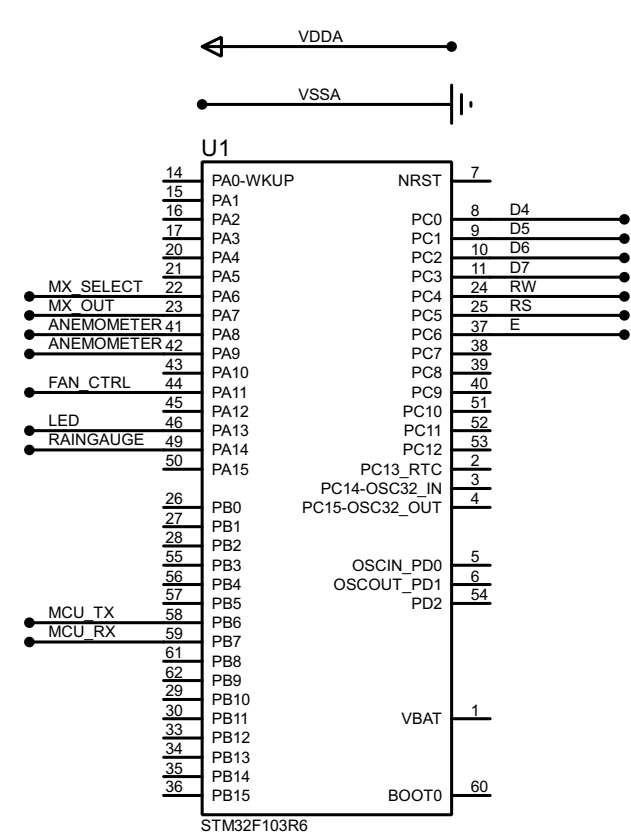 VDDA
VSSA
U1
14 PA0-WKUP NRST 7
15 PA1
16 PA2 PC0 8 D4
17 PA3 PC1 9 D5
20 PA4 PC2 10 D6
21 PA5 PC3 11 D7
MX_SELECT 22 PA6 PC4 24 RW
MX_OUT 23 PA7 PC5 25 RS
ANEMOMETER 41 PA8 PC6 37 E
ANEMOMETER 42 PA9 PC7 38
43 PA10 PC8 39
FAN_CTRL 44 PA11 PC9 40
45 PA12 PC10 51
LED 46 PA13 PC11 52
RAINGAUGE 49 PA14 PC12 53
50 PA15 PC13_RTC 2
PC14-OSC32_IN 3
26 PB0 PC15-OSC32_OUT 4
27 PB1
28 PB2
55 PB3 OSCIN_PD0 5
56 PB4 OSCOUT_PD1 6
57 PB5 PD2 54
MCU_TX 58 PB6
MCU_RX 59 PB7
61 PB8
62 PB9
29 PB10
30 PB11 VBAT 1
33 PB12
34 PB13
35 PB14
36 PB15 BOOT0 60
STM32F103R6